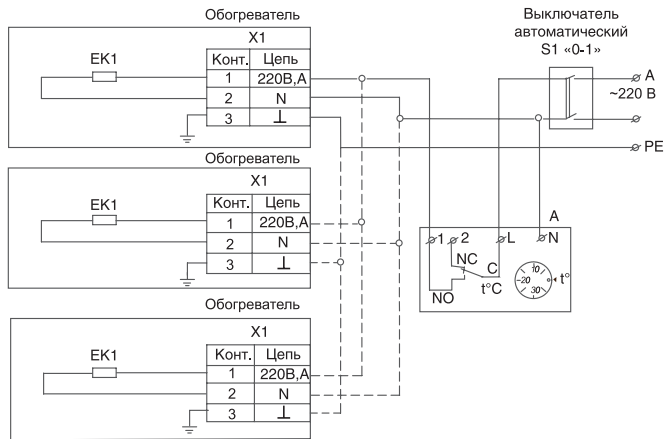 Обогреватель
X1
EK1
Конт. Цепь
1 220В,А
2 N
3 ⊥
Обогреватель
X1
EK1
Конт. Цепь
1 220В,А
2 N
3 ⊥
Обогреватель
X1
EK1
Конт. Цепь
1 220В,А
2 N
3 ⊥
Выключатель
автоматический
S1 «0-1»
А
~220 В
PE
А
1 2 L N
NC
C
NO
t°C
10
20
30
t°